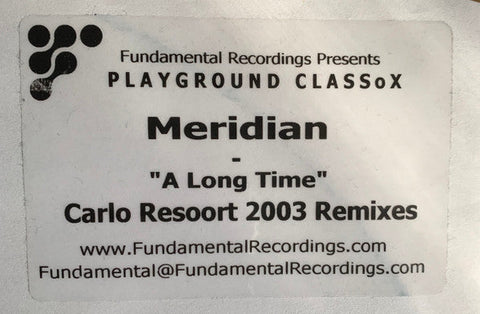 Fundamental Recordings Presents
PLAYGROUND CLASSoX
Meridian
-
"A Long Time"
Carlo Resoort 2003 Remixes
www.FundamentalRecordings.com
Fundamental@FundamentalRecordings.com